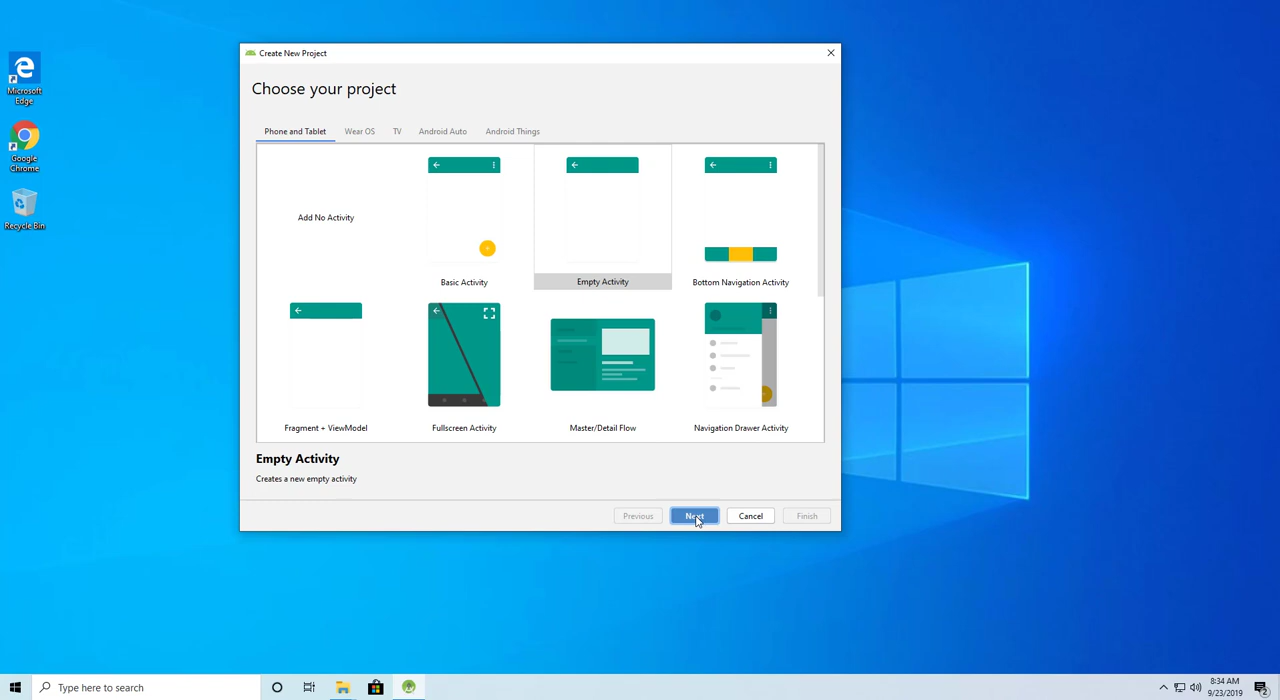 Microsoft
Edge
Google
Chrome
Recycle Bin
Create New Project
Choose your project
Phone and Tablet
Wear OS
TV
Android Auto
Android Things
Add No Activity
Basic Activity
Empty Activity
Bottom Navigation Activity
Fragment + ViewModel
Fullscreen Activity
Master/Detail Flow
Navigation Drawer Activity
Empty Activity
Creates a new empty activity
Previous
Next
Cancel
Finish
Type here to search
8:34 AM
9/23/2019
2